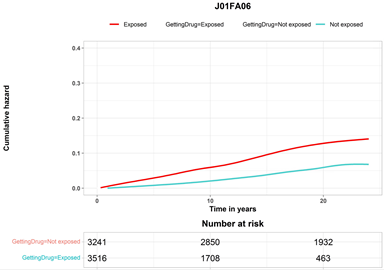 J01FA06
Exposed GettingDrug=Exposed GettingDrug=Not exposed Not exposed
Cumulative hazard
0.4
0.3
0.2
0.1
0.0
0 10 20
Time in years
Number at risk
GettingDrug=Not exposed 3241 2850 1932
GettingDrug=Exposed 3516 1708 463